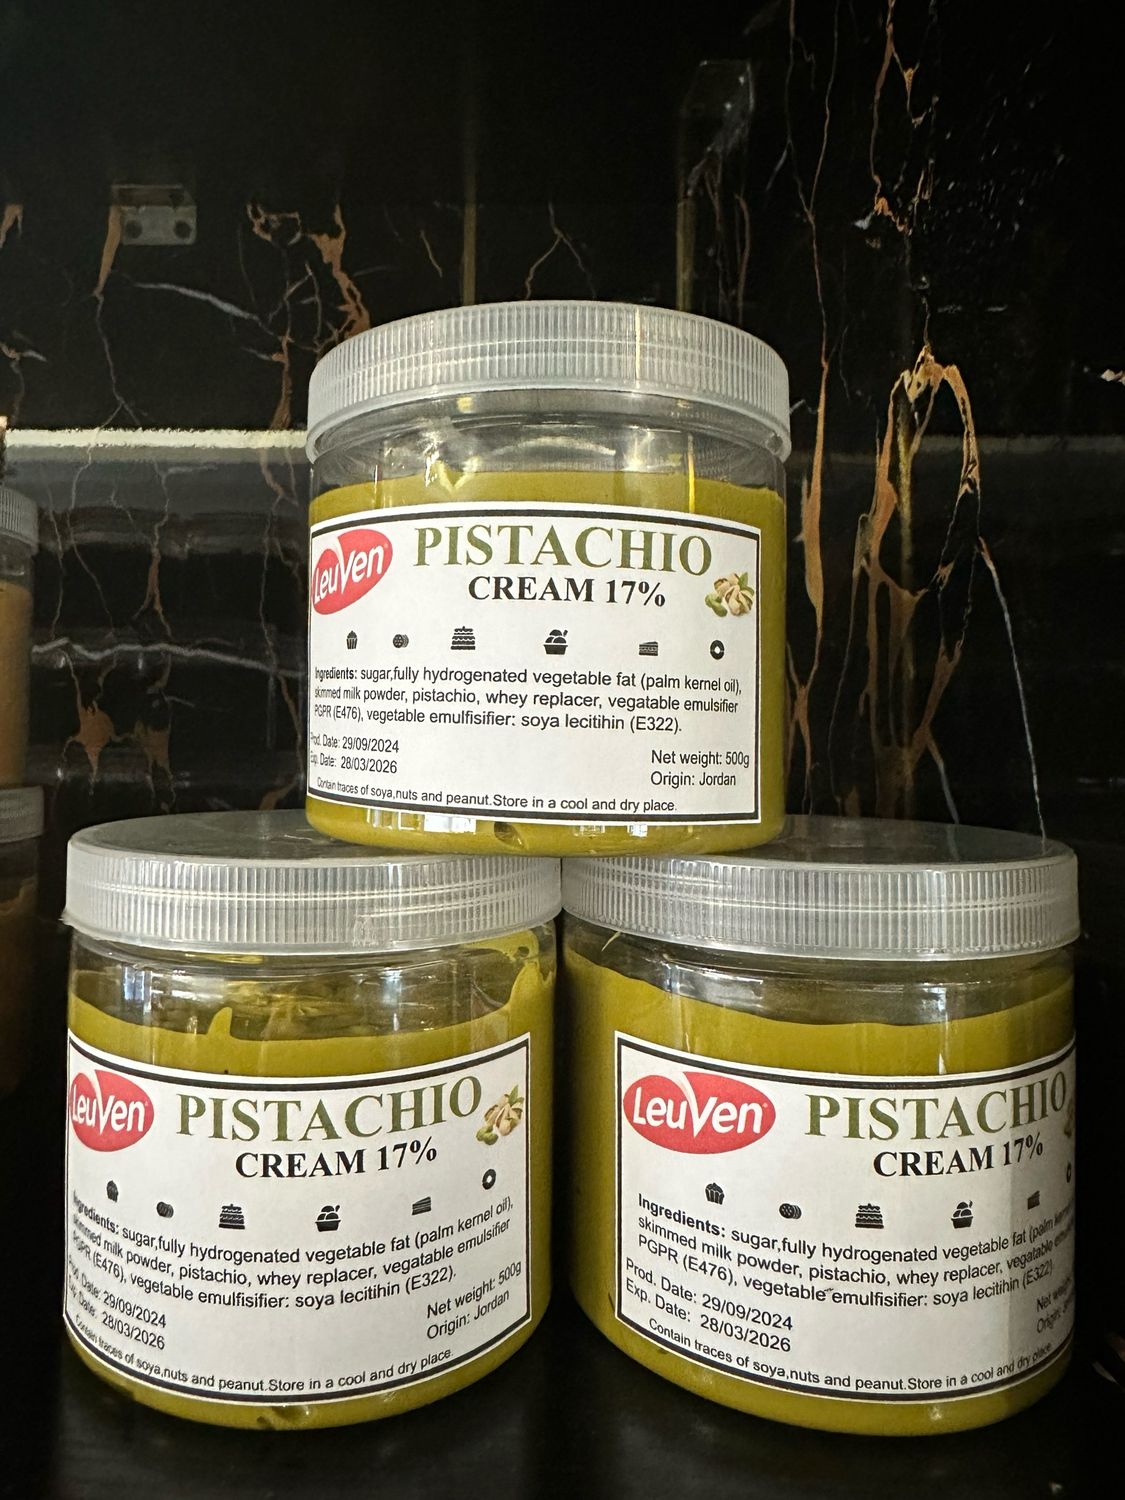 LeuVen
PISTACHIO
CREAM 17%
Ingredients: sugar,fully hydrogenated vegetable fat (palm kernel oil),
skimmed milk powder, pistachio, whey replacer, vegatable emulsifier
PGPR (E476), vegetable emulfisifier: soya lecitihin (E322).
Prod. Date: 29/09/2024
Exp. Date: 28/03/2026
Net weight: 500g
Origin: Jordan
Contain traces of soya,nuts and peanut.Store in a cool and dry place.
LeuVen
PISTACHIO
CREAM 17%
Ingredients: sugar,fully hydrogenated vegetable fat (palm kernel oil),
skimmed milk powder, pistachio, whey replacer, vegatable emulsifier
PGPR (E476), vegetable emulfisifier: soya lecitihin (E322).
Prod. Date: 29/09/2024
Exp. Date: 28/03/2026
Net weight: 500g
Origin: Jordan
Contain traces of soya,nuts and peanut.Store in a cool and dry place.
LeuVen
PISTACHIO
CREAM 17%
Ingredients: sugar,fully hydrogenated vegetable fat (palm
skimmed milk powder, pistachio, whey replacer, vegatable
PGPR (E476), vegetable emulfisifier: soya lecitihin (E322).
Prod. Date: 29/09/2024
Exp. Date: 28/03/2026
Contain traces of soya,nuts and peanut.Store in a cool and dry place.